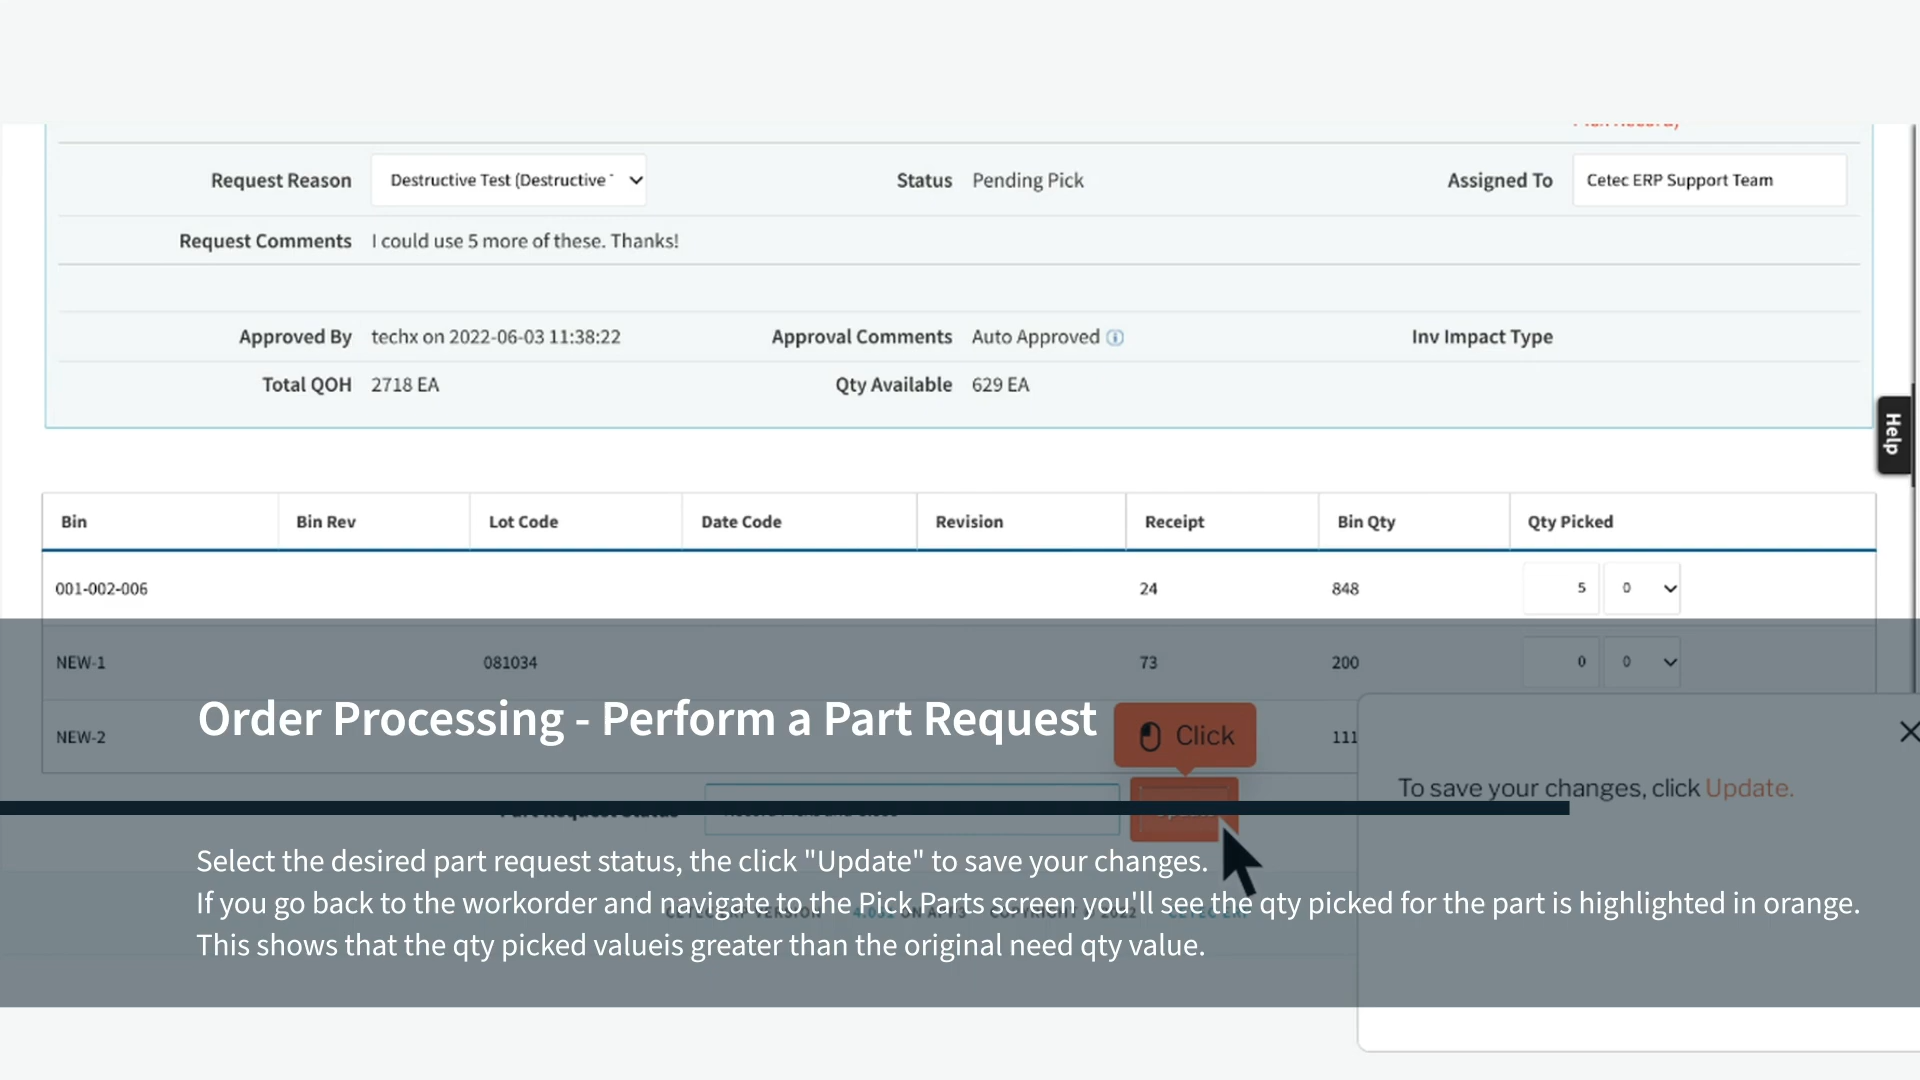 Request Reason Destructive Test (Destructive Status Pending Pick Assigned To Cetec ERP Support Team
Request Comments I could use 5 more of these. Thanks!
Approved By techx on 2022-06-03 11:38:22 Approval Comments Auto Approved Inv Impact Type
Total QOH 2718 EA Qty Available 629 EA
Help
Bin Bin Rev Lot Code Date Code Revision Receipt Bin Qty Qty Picked
001-002-006 24 848 5 0
NEW-1 081034 73 200 0 0
Order Processing - Perform a Part Request
Click
NEW-2 111
To save your changes, click Update.
Select the desired part request status, the click "Update" to save your changes.
If you go back to the workorder and navigate to the Pick Parts screen you'll see the qty picked for the part is highlighted in orange.
This shows that the qty picked valueis greater than the original need qty value.